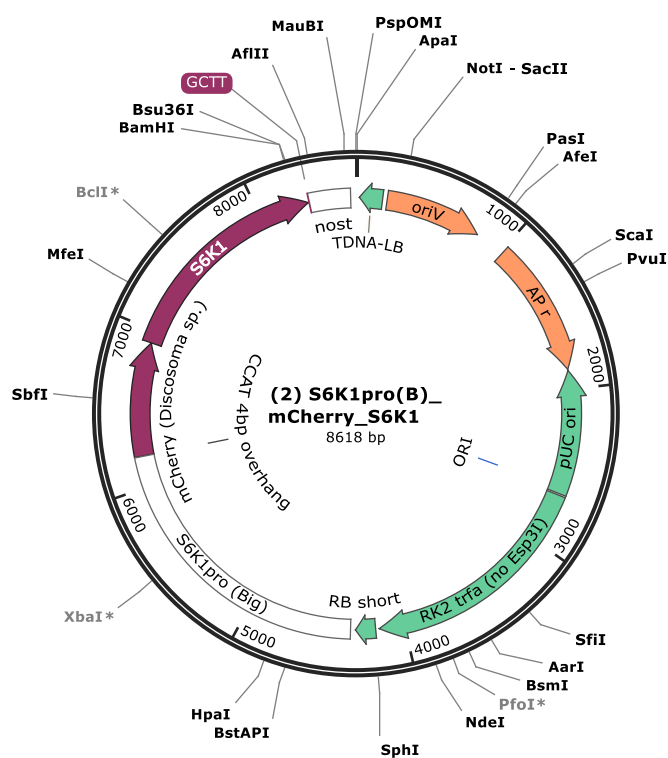 MauBI
PspOMI
ApaI
AflII
NotI - SacII
GCTT
Bsu36I
BamHI
PasI
AfeI
BclI*
8000
1000
nost
TDNA-LB
oriV
ScaI
PvuI
MfeI
S6K1
AP r
7000
2000
mCherry (Discosoma sp.)
CCAT 4bp overhang
SbfI
(2) S6K1pro(B)_
mCherry_S6K1
8618 bp
pUC ori
ORI
6000
3000
S6K1pro (Big)
RK2 trfa (no Esp3I)
RB short
XbaI*
5000
4000
SfiI
AarI
BsmI
PfoI*
NdeI
HpaI
BstAPI
SphI